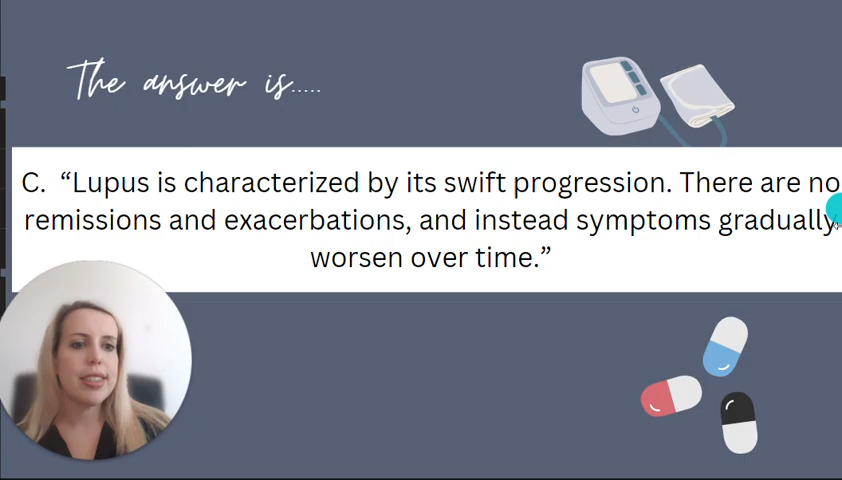 The answer is.....
C. “Lupus is characterized by its swift progression. There are no
remissions and exacerbations, and instead symptoms gradually
worsen over time.”